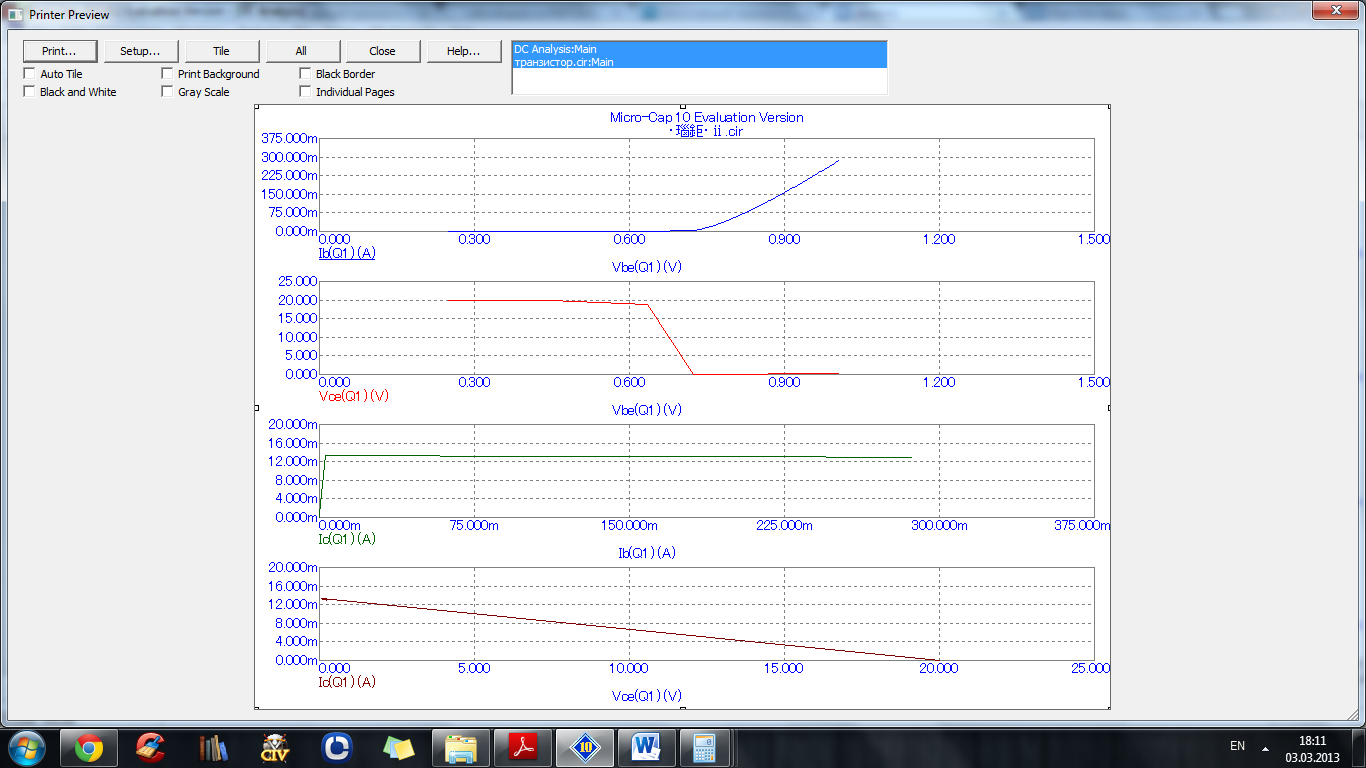 Printer Preview
Print... Setup... Tile All Close Help...
Auto Tile Print Background Black Border
Black and White Gray Scale Individual Pages
DC Analysis:Main
транзистор.cir:Main
Micro-Cap 10 Evaluation Version
.cir
375.000m
300.000m
225.000m
150.000m
75.000m
0.000m
0.000 0.300 0.600 0.900 1.200 1.500
Ib(Q1) (A)
Vbe(Q1) (V)
25.000
20.000
15.000
10.000
5.000
0.000
0.000 0.300 0.600 0.900 1.200 1.500
Vce(Q1) (V)
Vbe(Q1) (V)
20.000m
16.000m
12.000m
8.000m
4.000m
0.000m
0.000m 75.000m 150.000m 225.000m 300.000m 375.000m
Ic(Q1) (A)
Ib(Q1) (A)
20.000m
16.000m
12.000m
8.000m
4.000m
0.000m
0.000 5.000 10.000 15.000 20.000 25.000
Ic(Q1) (A)
Vce(Q1) (V)
CIV
10
EN
18:11
03.03.2013